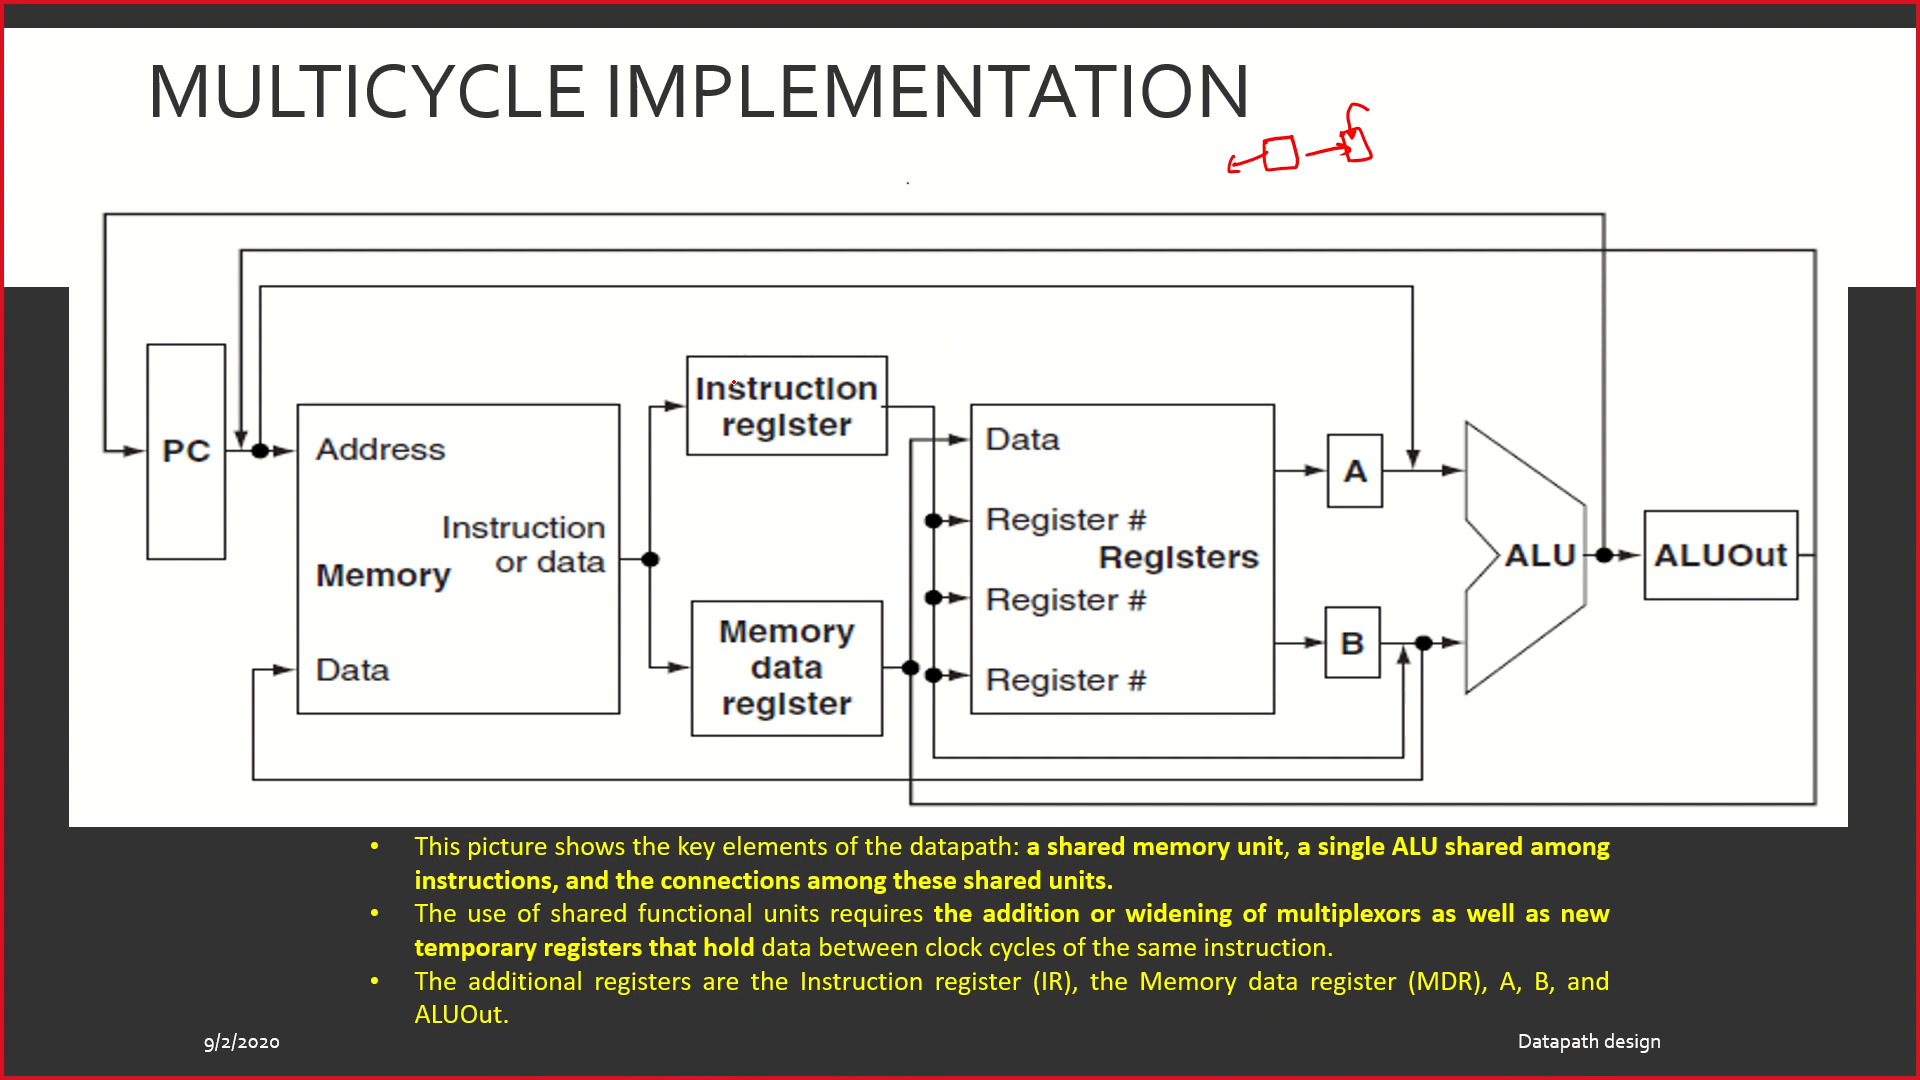 MULTICYCLE IMPLEMENTATION
PC
Address
Instruction
or data
Memory
Data
Instruction
register
Memory
data
register
Data
Register #
Registers
Register #
Register #
A
B
ALU
ALUOut
• This picture shows the key elements of the datapath: a shared memory unit, a single ALU shared among
instructions, and the connections among these shared units.
• The use of shared functional units requires the addition or widening of multiplexors as well as new
temporary registers that hold data between clock cycles of the same instruction.
• The additional registers are the Instruction register (IR), the Memory data register (MDR), A, B, and
ALUOut.
9/2/2020
Datapath design